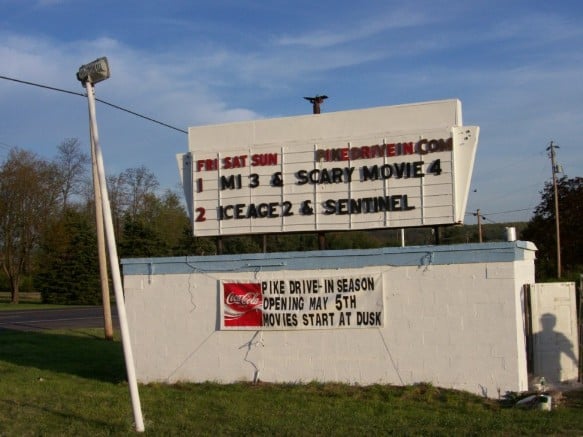 FRI SAT SUN PIKEDRIVEIN.COM
1 MI 3 & SCARY MOVIE 4
2 ICEAGE 2 & SENTINEL
Coca-Cola
PIKE DRIVE-IN SEASON
OPENING MAY 5TH
MOVIES START AT DUSK